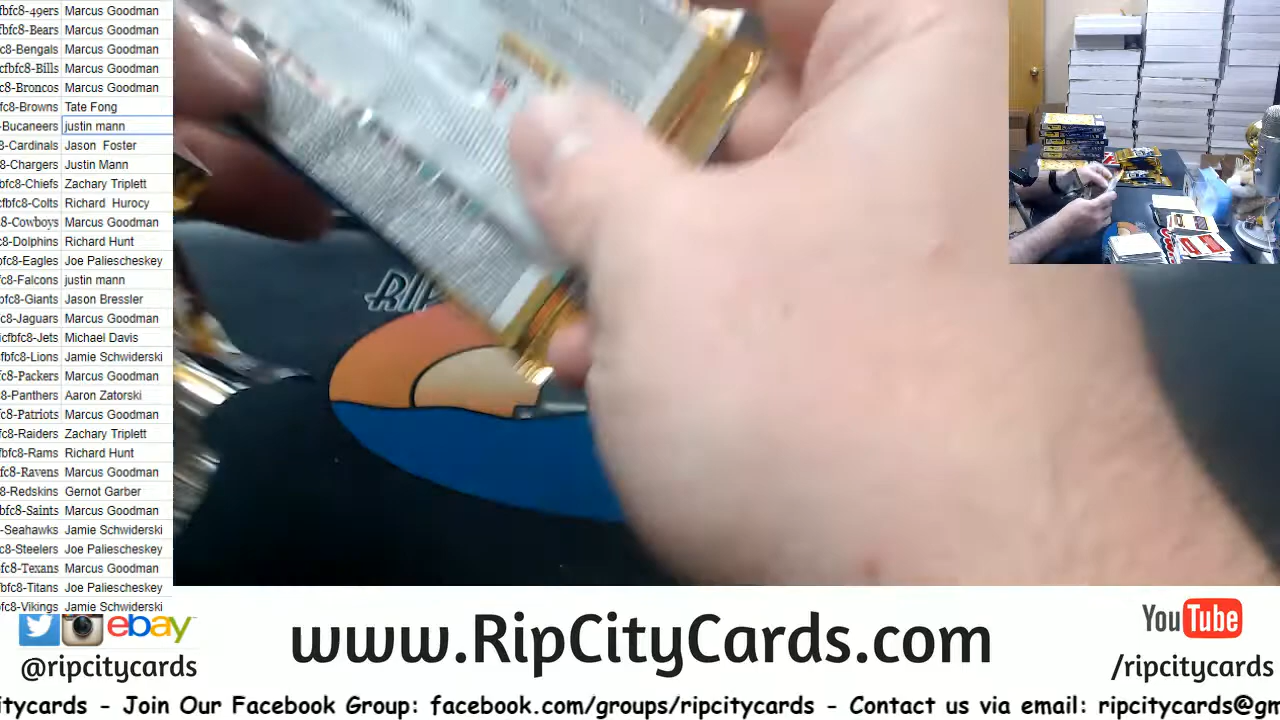 fbfc8-49ers Marcus Goodman
fbfc8-Bears Marcus Goodman
c8-Bengals Marcus Goodman
cfbfc8-Bills Marcus Goodman
fc8-Broncos Marcus Goodman
fc8-Browns Tate Fong
-Bucaneers justin mann
8-Cardinals Jason Foster
8-Chargers Justin Mann
fc8-Chiefs Zachary Triplett
cfbfc8-Colts Richard Hurocy
8-Cowboys Marcus Goodman
c8-Dolphins Richard Hunt
fc8-Eagles Joe Paliescheskey
fc8-Falcons justin mann
bfc8-Giants Jason Bressler
c8-Jaguars Marcus Goodman
icfbfc8-Jets Michael Davis
fbfc8-Lions Jamie Schwiderski
c8-Packers Marcus Goodman
8-Panthers Aaron Zatorski
fc8-Patriots Marcus Goodman
fc8-Raiders Zachary Triplett
fbfc8-Rams Richard Hunt
fc8-Ravens Marcus Goodman
8-Redskins Gernot Garber
bfc8-Saints Marcus Goodman
-Seahawks Jamie Schwiderski
c8-Steelers Joe Paliescheskey
fc8-Texans Marcus Goodman
bfc8-Titans Joe Paliescheskey
fc8-Vikings Jamie Schwiderski
RIP
ebay
@ripcitycards
www.RipCityCards.com
YouTube
/ripcitycards
itycards - Join Our Facebook Group: facebook.com/groups/ripcitycards - Contact us via email: ripcitycards@gm